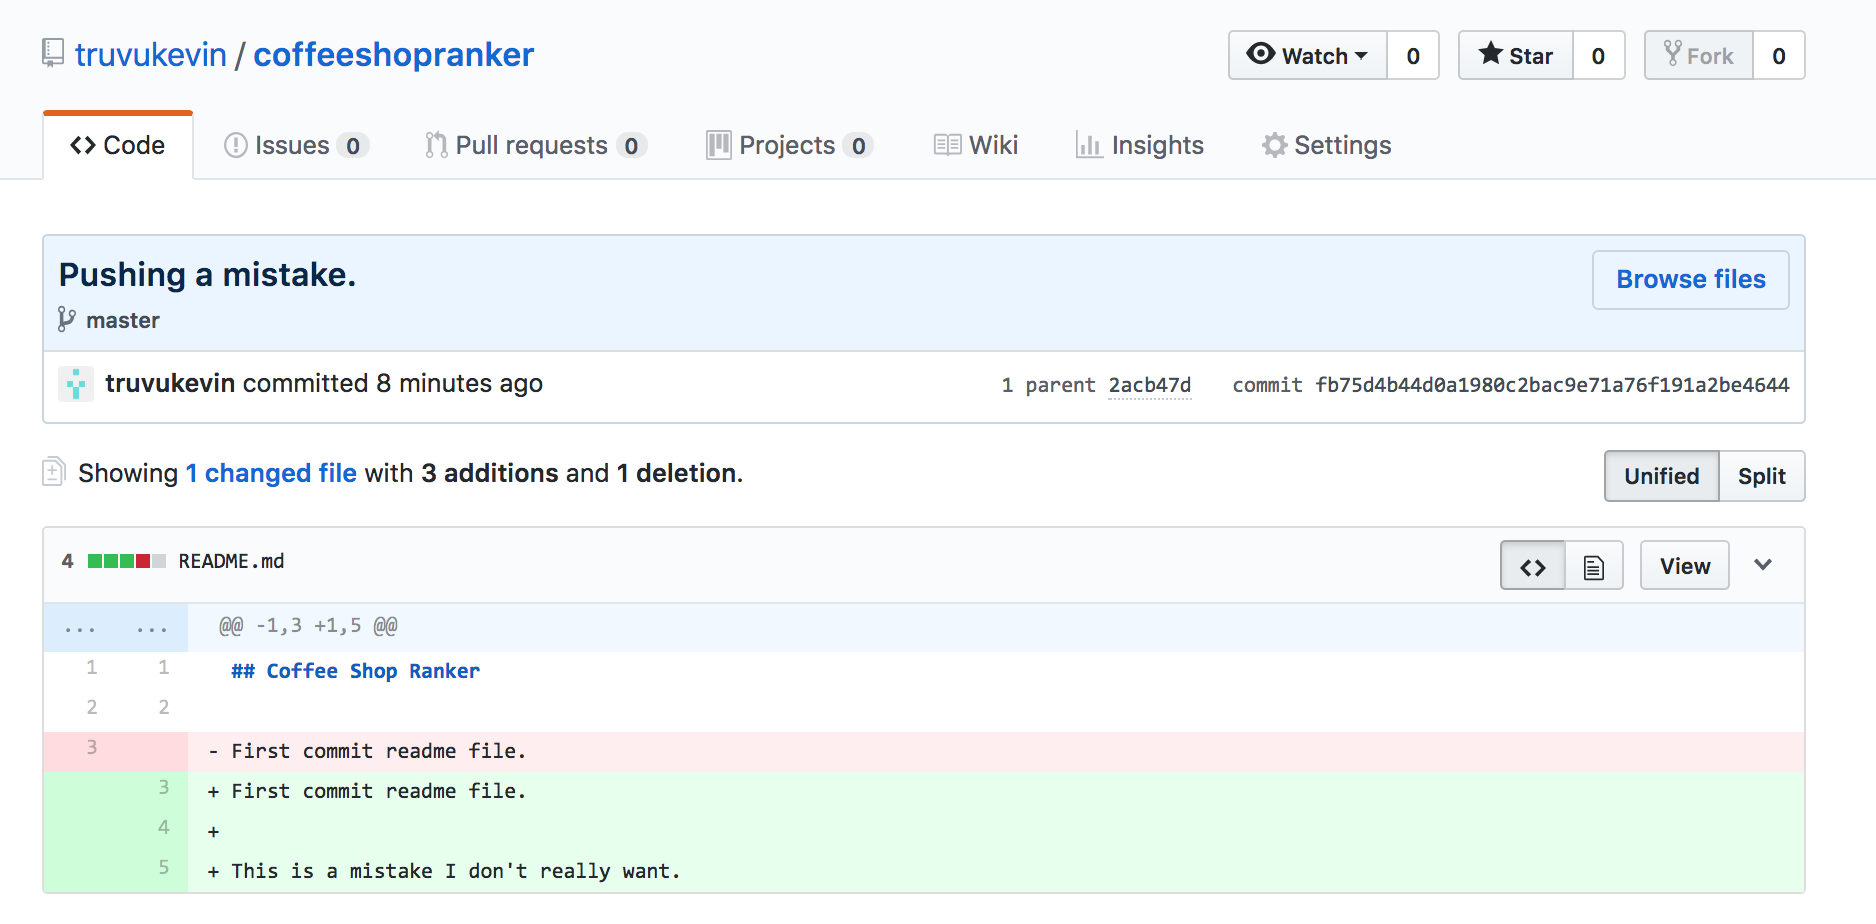 truvukevin / coffeeshopranker
Watch 0 Star 0 Fork 0
<> Code Issues 0 Pull requests 0 Projects 0 Wiki Insights Settings
Pushing a mistake.
Browse files
master
truvukevin committed 8 minutes ago 1 parent 2acb47d commit fb75d4b44d0a1980c2bac9e71a76f191a2be4644
Showing 1 changed file with 3 additions and 1 deletion.
Unified Split
4 README.md <> View
... ... @@ -1,3 +1,5 @@
1 1 ## Coffee Shop Ranker
2 2
3 - First commit readme file.
3 + First commit readme file.
4 +
5 + This is a mistake I don't really want.